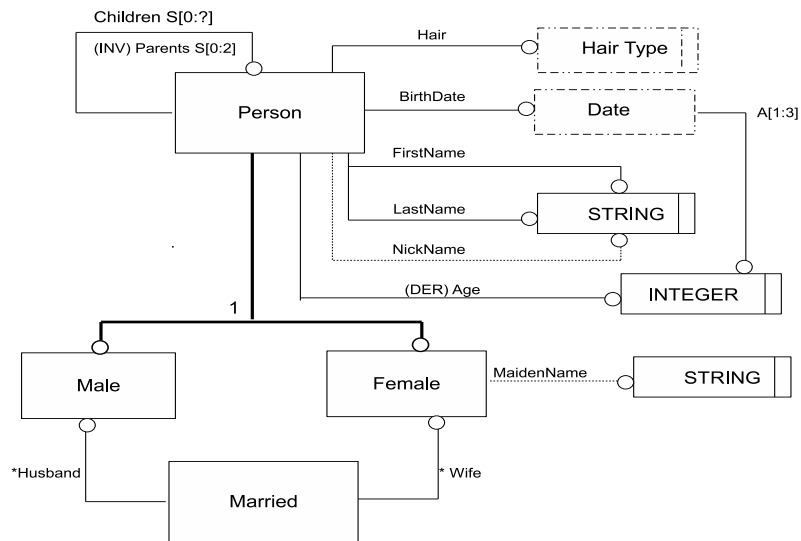 Children S[0:?]
(INV) Parents S[0:2]
Hair
Hair Type
Person
BirthDate
Date
A[1:3]
FirstName
LastName
STRING
NickName
(DER) Age
INTEGER
1
Male
Female
MaidenName
STRING
*Husband
* Wife
Married